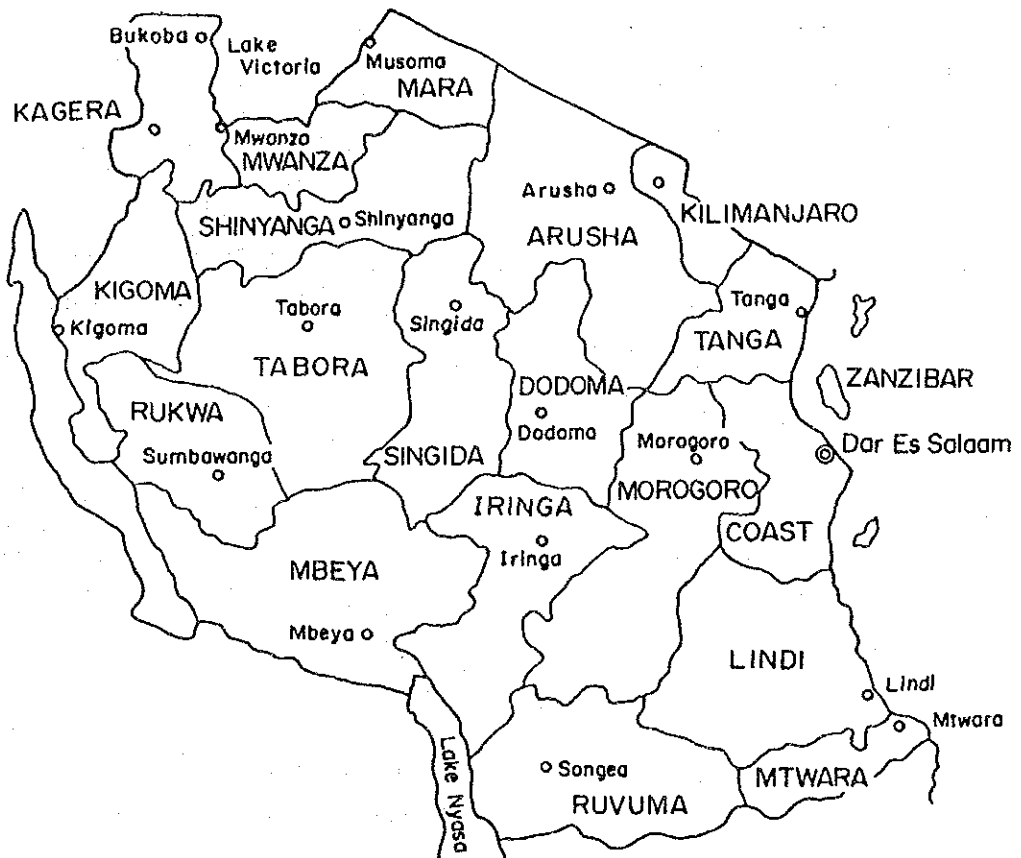 Bukoba
Lake
Victoria
Musoma
MARA
KAGERA
Mwanza
MWANZA
Arusha
KILIMANJARO
SHINYANGA
Shinyanga
ARUSHA
KIGOMA
Kigoma
Tabora
TABORA
Singida
Tanga
TANGA
ZANZIBAR
DODOMA
Dodoma
RUKWA
Sumbawanga
SINGIDA
Morogoro
MOROGORO
Dar Es Salaam
IRINGA
Iringa
COAST
MBEYA
Mbeya
LINDI
Lindi
Mtwara
Lake Nyasa
Songea
RUVUMA
MTWARA